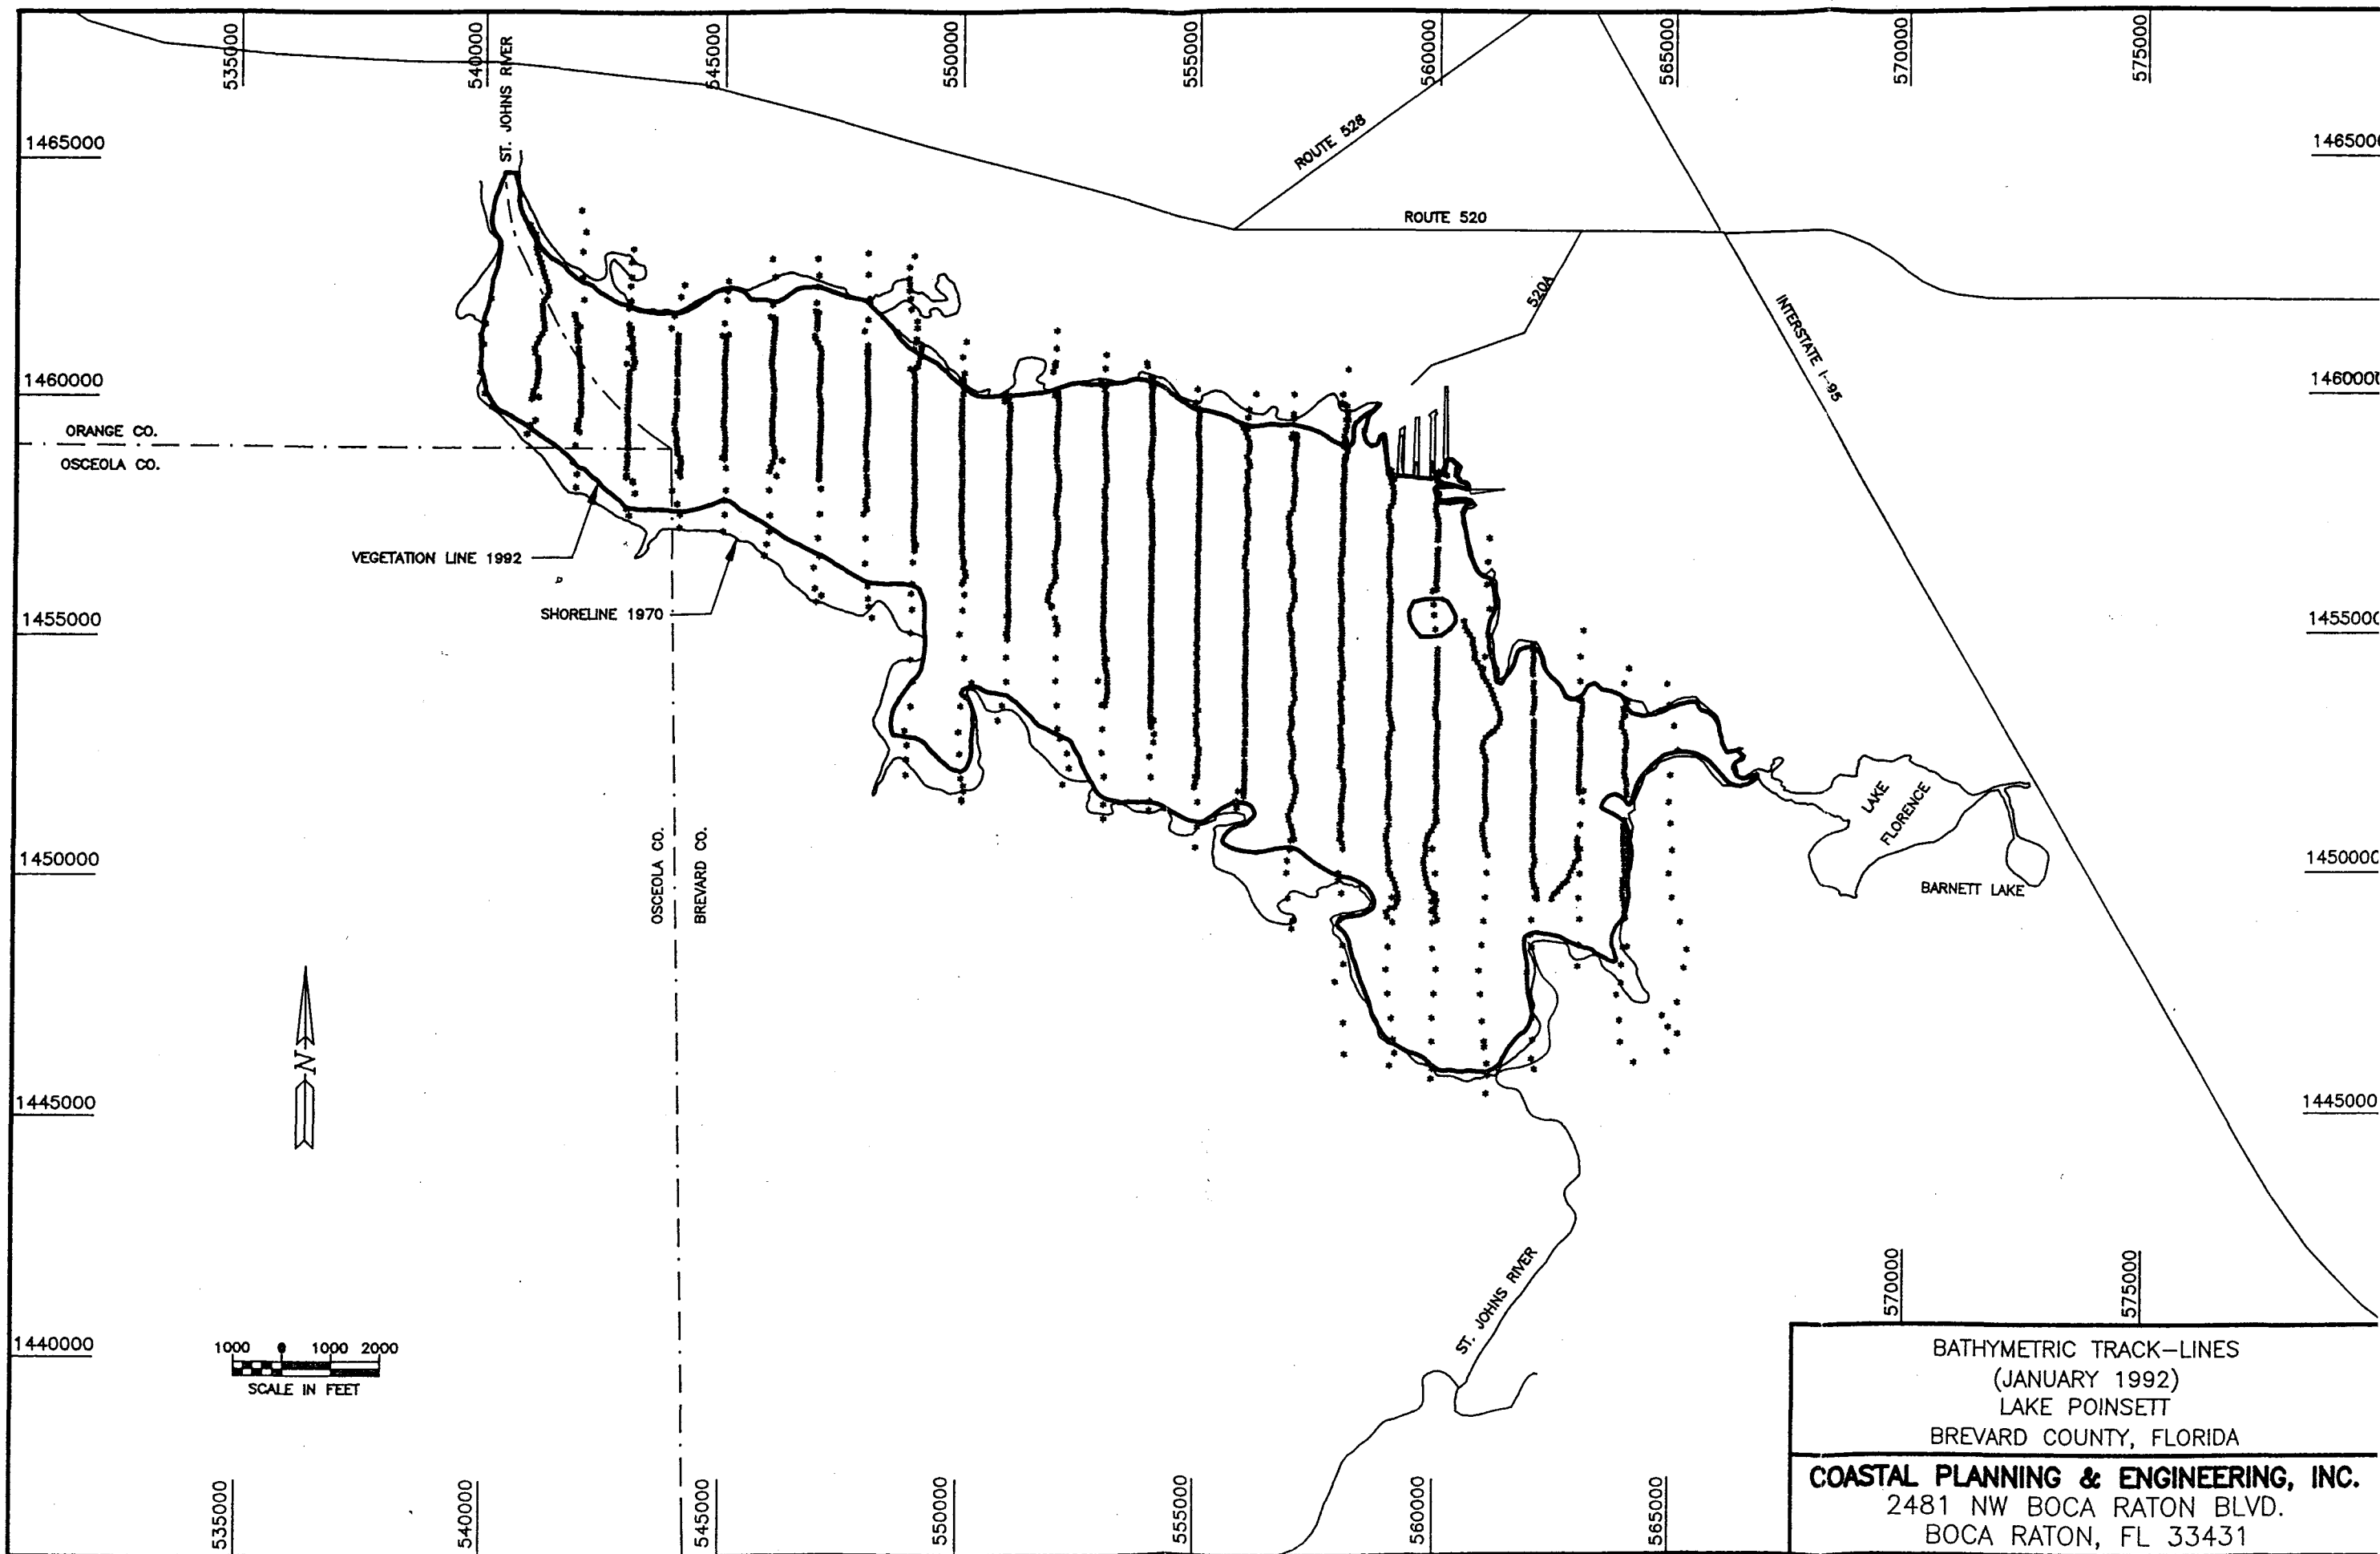 535000
540000
545000
550000
555000
560000
565000
570000
575000
ST. JOHNS RIVER
1465000
ROUTE 528
ROUTE 520
520A
INTERSTATE I-95
1460000
1460000
ORANGE CO.
OSCEOLA CO.
VEGETATION LINE 1992
SHORELINE 1970
1455000
LAKE
FLORENCE
BARNETT LAKE
1450000
OSCEOLA CO.
BREVARD CO.
N
1445000
1445000
ST. JOHNS RIVER
570000
575000
1440000
1000 0 1000 2000
SCALE IN FEET
BATHYMETRIC TRACK-LINES
(JANUARY 1992)
LAKE POINSETT
BREVARD COUNTY, FLORIDA
COASTAL PLANNING & ENGINEERING, INC.
2481 NW BOCA RATON BLVD.
BOCA RATON, FL 33431
535000
540000
545000
550000
555000
560000
565000